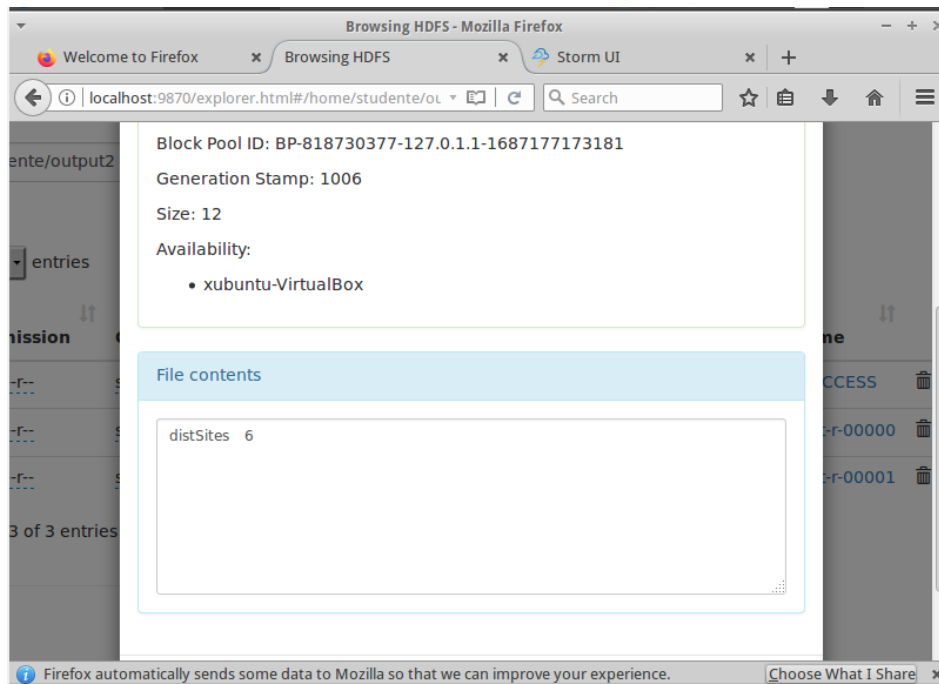 Browsing HDFS - Mozilla Firefox
Welcome to Firefox
Browsing HDFS
Storm UI
localhost:9870/explorer.html#/home/studente/ou
Search
Block Pool ID: BP-818730377-127.0.1.1-1687177173181
ente/output2
Generation Stamp: 1006
Size: 12
Availability:
entries
xubuntu-VirtualBox
nission
me
File contents
-r--
CCESS
distSites 6
-r--
t-r-00000
-r--
t-r-00001
3 of 3 entries
Firefox automatically sends some data to Mozilla so that we can improve your experience.
Choose What I Share